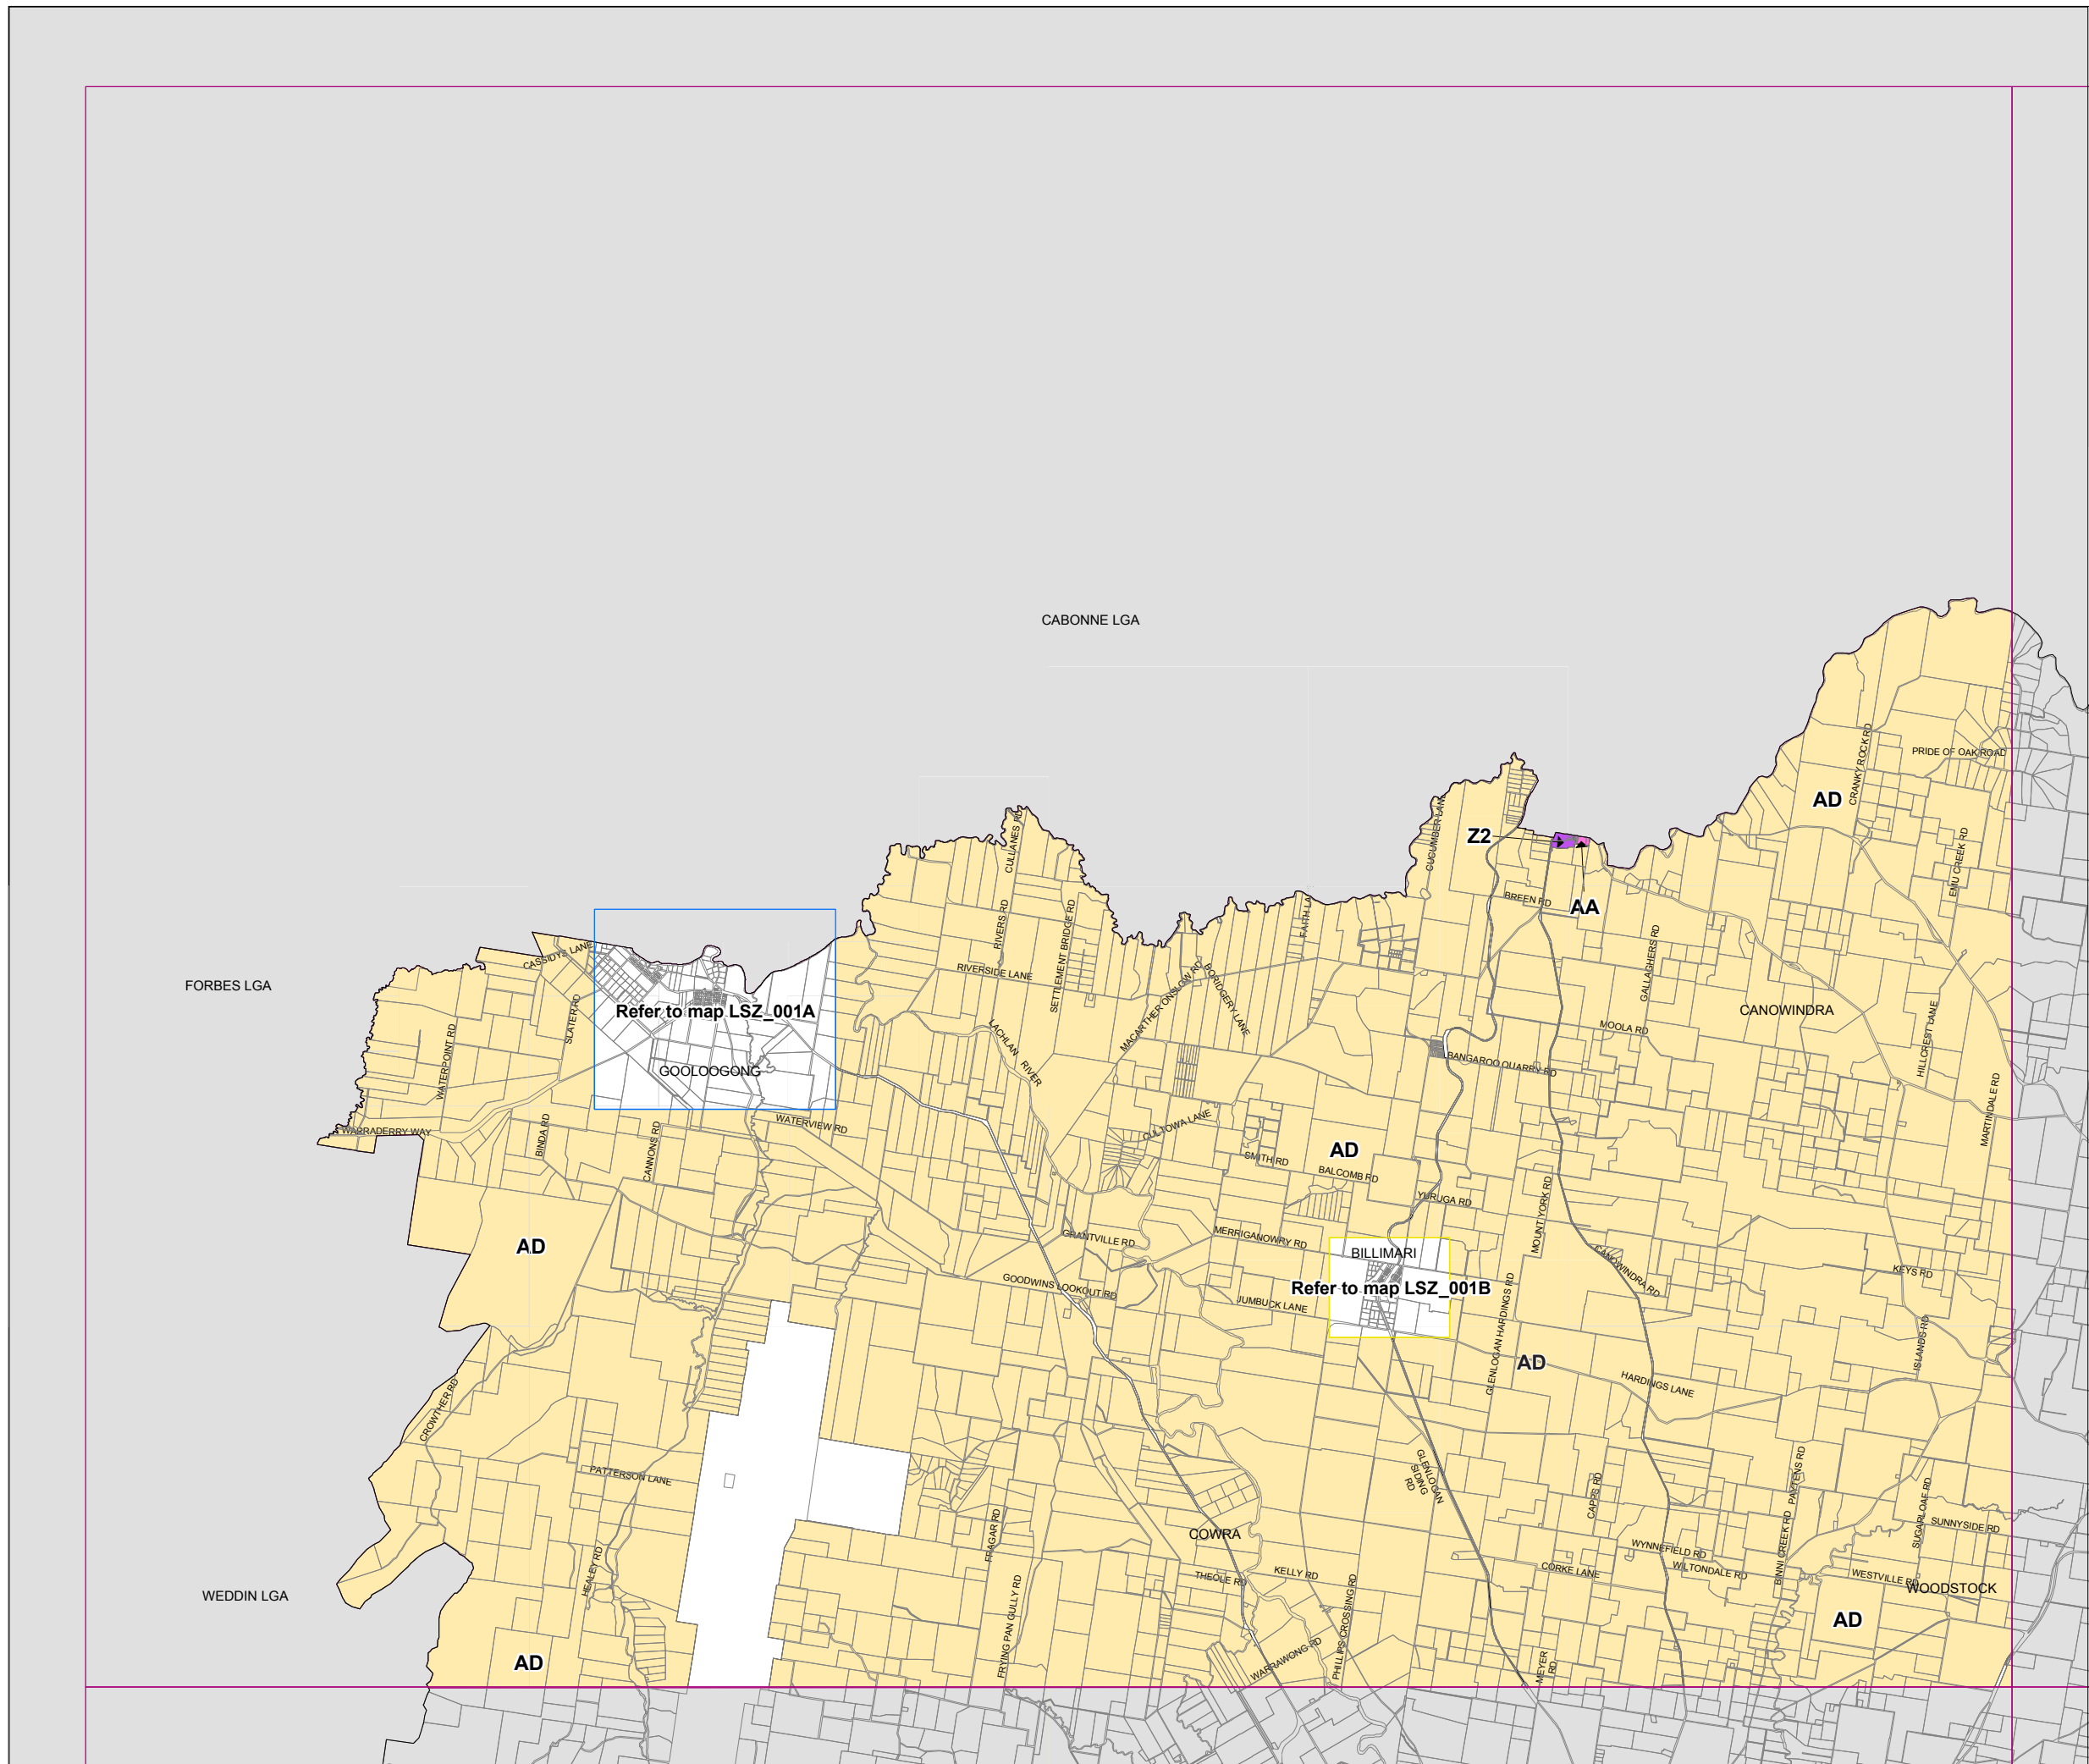 CABONNE LGA
PRIDE OF OAK ROAD
CRANKY ROCK RD
AD
CUCUMBER LANE
Z2
CULLANES RD
EMU CREEK RD
BREEN RD
AA
FAITH LA
RIVERS RD
SETTLEMENT BRIDGE RD
GALLAGHERS RD
CASSIDYS LANE
RIVERSIDE LANE
BORIDGERY LANE
MACARTHER ONSLOW RD
FORBES LGA
SLATER RD
Refer to map LSZ_001A
CANOWINDRA
MOOLA RD
HILLCREST LANE
LACHLAN RIVER
WATERPOINT RD
GOOLOOGONG
BANGAROO QUARRY RD
MARTINDALE RD
WARRADERRY WAY
BINDA RD
CANNONS RD
WATERVIEW RD
CULTOWA LANE
AD
SMITH RD
BALCOMB RD
YURUGA RD
MOUNT YORK RD
AD
GRANTVILLE RD
MERRIGANOWRY RD
BILLIMARI
CANOWINDRA RD
KEYS RD
GOODWINS LOOKOUT RD
Refer to map LSZ_001B
JUMBUCK LANE
GLENLOGAN HARDINGS RD
ISLANDS RD
AD
HARDINGS LANE
CROWTHER RD
PATTERSON LANE
GLENLOGAN
SIDING
RD
CAPPS RD
PAYTENS RD
SUGARLOAF RD
SUNNYSIDE RD
FRAGAR RD
COWRA
WYNNEFIELD RD
BINNI CREEK RD
HEALEY RD
THEOLE RD
KELLY RD
CORKE LANE
WILTONDALE RD
WESTVILLE RD
WOODSTOCK
WEDDIN LGA
FRYING PAN GULLY RD
PHILLIPS CROSSING RD
AD
AD
WARRAWONG RD
MEYER
RD